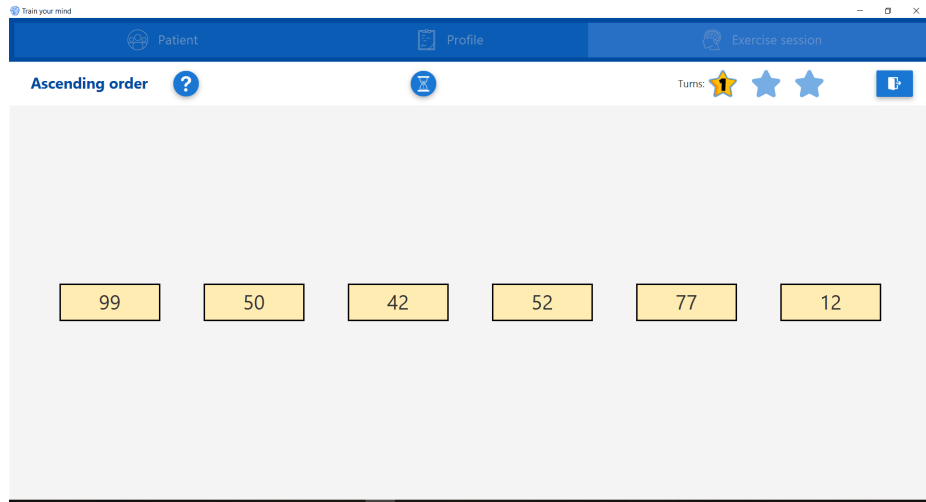 Train your mind
Patient Profile Exercise session
Ascending order ? Turns: 1
99 50 42 52 77 12